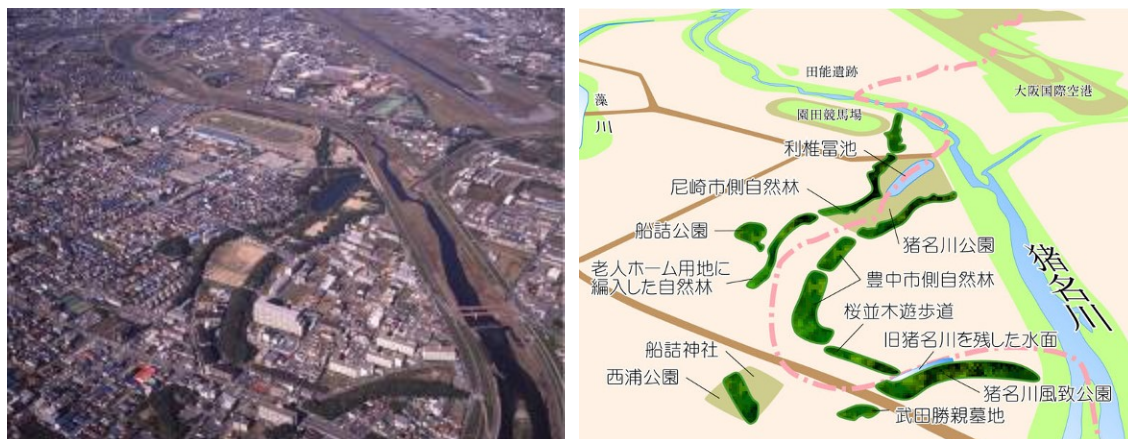 田能遺跡
大阪国際空港
藻
川
園田競馬場
利椎冨池
尼崎市側自然林
船詰公園
猪名川公園
老人ホーム用地に
編入した自然林
豊中市側自然林
猪名川
桜並木遊歩道
旧猪名川を残した水面
船詰神社
西浦公園
猪名川風致公園
武田勝親墓地